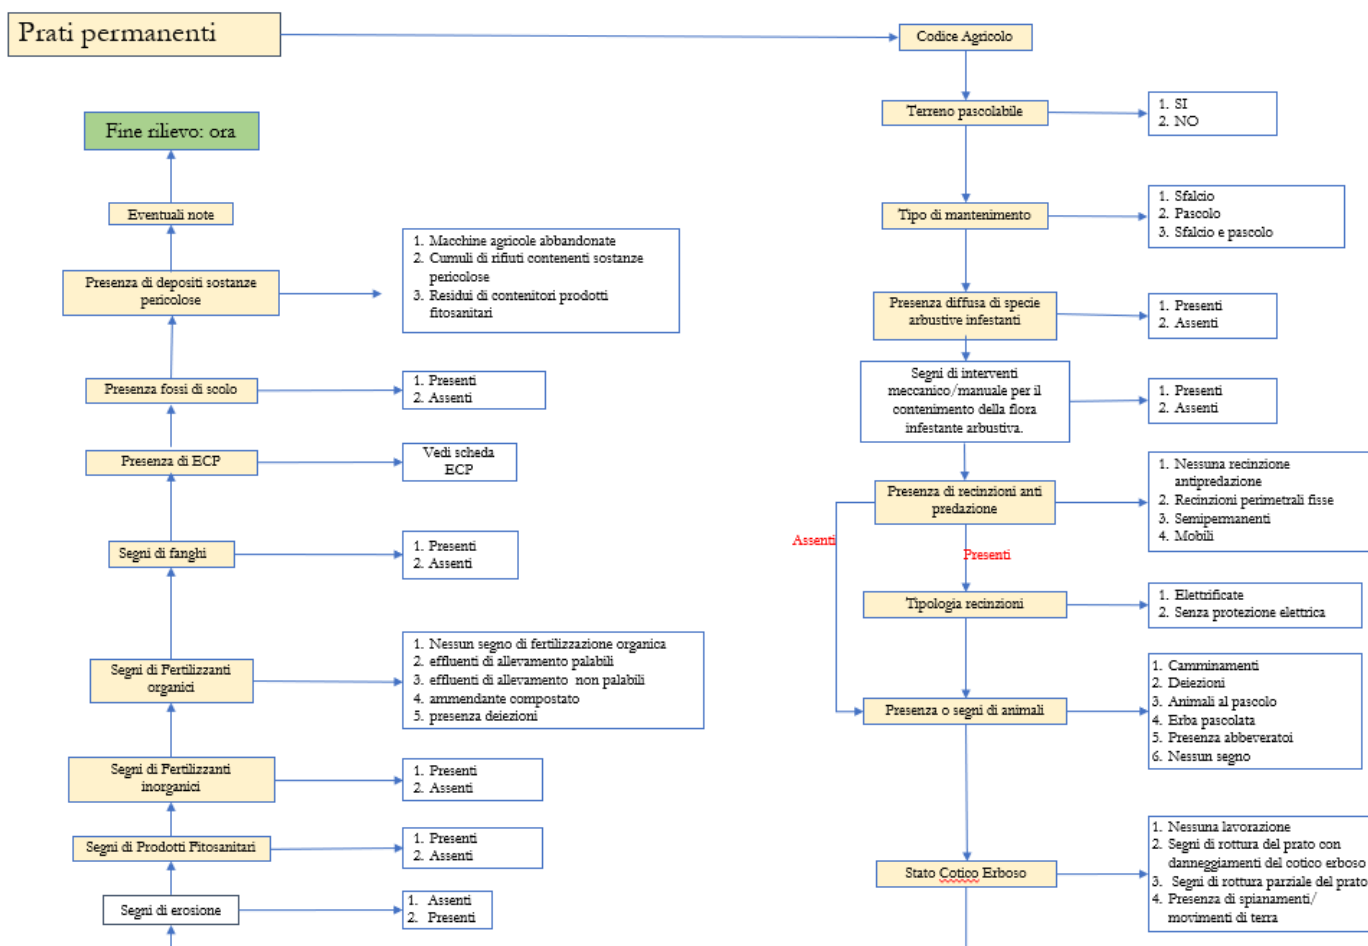 Prati permanenti
Codice Agricolo
Terreno pascolabile
1. SI
2. NO
Tipo di mantenimento
1. Sfalcio
2. Pascolo
3. Sfalcio e pascolo
Presenza diffusa di specie
arbustive infestanti
1. Presenti
2. Assenti
Segni di interventi
meccanico/manuale per il
contenimento della flora
infestante arbustiva.
1. Presenti
2. Assenti
Presenza di recinzioni anti
predazione
1. Nessuna recinzione
antipredazione
2. Recinzioni perimetrali fisse
3. Semipermanenti
4. Mobili
Assenti
Presenti
Tipologia recinzioni
1. Elettrificate
2. Senza protezione elettrica
Presenza o segni di animali
1. Camminamenti
2. Deiezioni
3. Animali al pascolo
4. Erba pascolata
5. Presenza abbeveratoi
6. Nessun segno
Stato Cotico Erboso
1. Nessuna lavorazione
2. Segni di rottura del prato con
danneggiamenti del cotico erboso
3. Segni di rottura parziale del prato
4. Presenza di spianamenti/
movimenti di terra
Fine rilievo: ora
Eventuali note
Presenza di depositi sostanze
pericolose
1. Macchine agricole abbandonate
2. Cumuli di rifiuti contenenti sostanze
pericolose
3. Residui di contenitori prodotti
fitosanitari
Presenza fossi di scolo
1. Presenti
2. Assenti
Presenza di ECP
Vedi scheda
ECP
Segni di fanghi
1. Presenti
2. Assenti
Segni di Fertilizzanti
organici
1. Nessun segno di fertilizzazione organica
2. effluenti di allevamento palabili
3. effluenti di allevamento non palabili
4. ammendante compostato
5. presenza deiezioni
Segni di Fertilizzanti
inorganici
1. Presenti
2. Assenti
Segni di Prodotti Fitosanitari
1. Presenti
2. Assenti
Segni di erosione
1. Assenti
2. Presenti